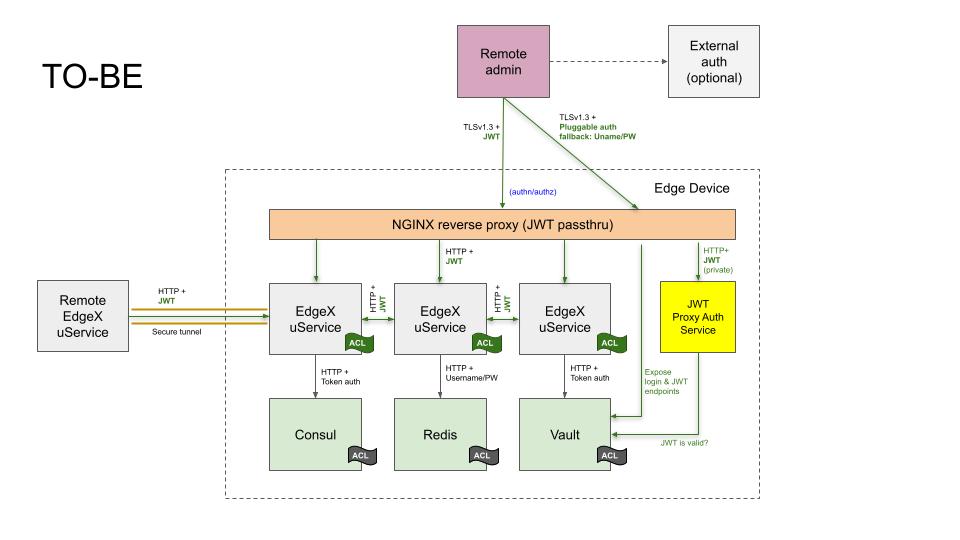 TO-BE
Remote
admin
External
auth
(optional)
TLSv1.3 +
JWT
TLSv1.3 +
Pluggable auth
fallback: Uname/PW
(authn/authz)
Edge Device
NGINX reverse proxy (JWT passthru)
HTTP +
JWT
HTTP+
JWT
(private)
Remote
EdgeX
uService
HTTP +
JWT
Secure tunnel
EdgeX
uService
ACL
HTTP +
JWT
EdgeX
uService
ACL
HTTP +
JWT
EdgeX
uService
ACL
JWT
Proxy Auth
Service
HTTP +
Token auth
HTTP +
Username/PW
HTTP +
Token auth
Expose
login & JWT
endpoints
Consul
ACL
Redis
ACL
Vault
ACL
JWT is valid?